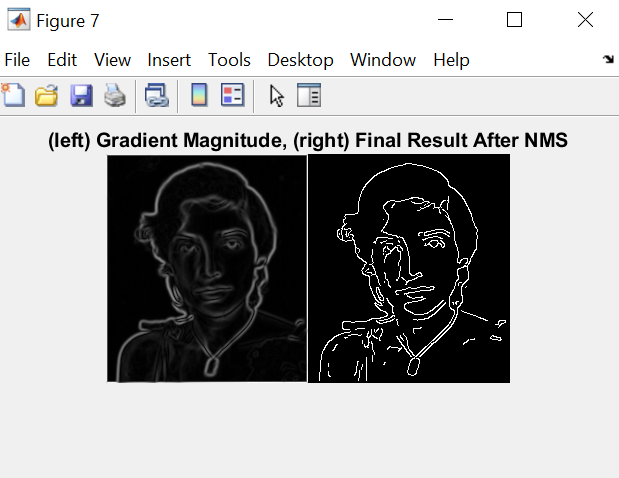 Figure 7
File Edit View Insert Tools Desktop Window Help
(left) Gradient Magnitude, (right) Final Result After NMS